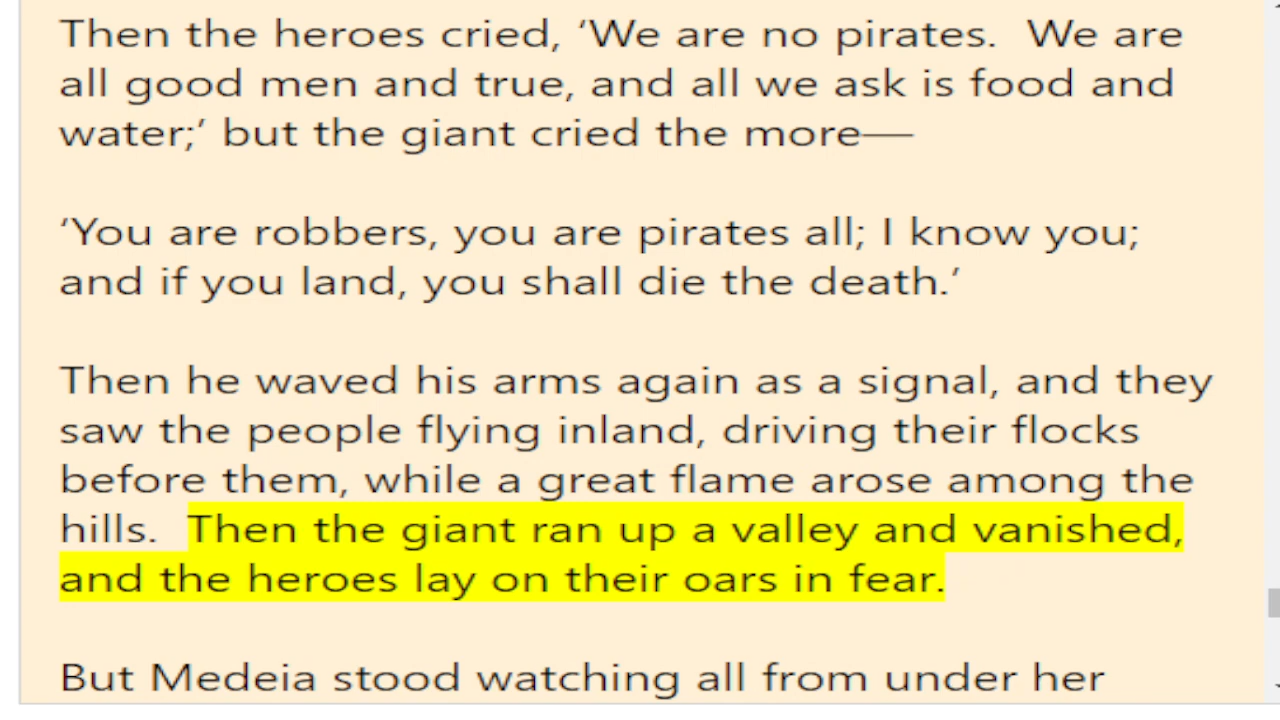 Then the heroes cried, ‘We are no pirates.  We are
all good men and true, and all we ask is food and
water;’ but the giant cried the more—
‘You are robbers, you are pirates all; I know you;
and if you land, you shall die the death.’
Then he waved his arms again as a signal, and they
saw the people flying inland, driving their flocks
before them, while a great flame arose among the
hills.  Then the giant ran up a valley and vanished,
and the heroes lay on their oars in fear.
But Medeia stood watching all from under her